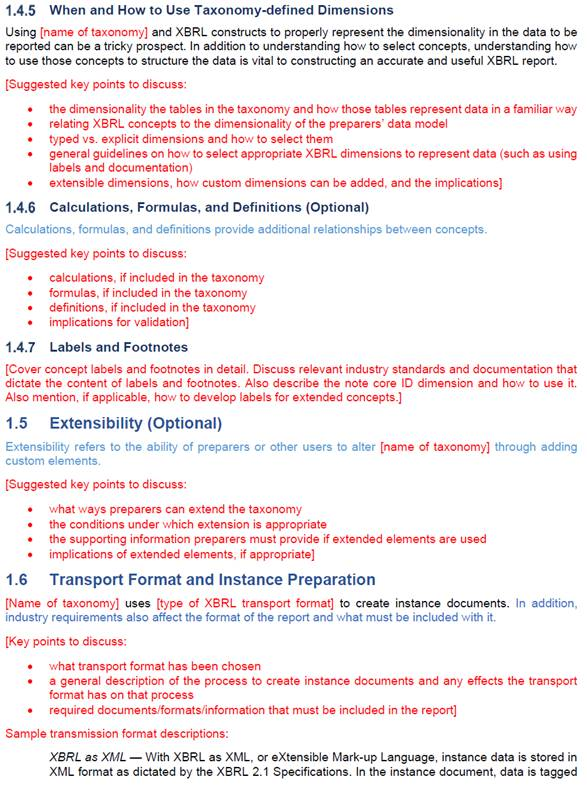 1.4.5 When and How to Use Taxonomy-defined Dimensions
Using [name of taxonomy] and XBRL constructs to properly represent the dimensionality in the data to be
reported can be a tricky prospect. In addition to understanding how to select concepts, understanding how
to use those concepts to structure the data is vital to constructing an accurate and useful XBRL report.
[Suggested key points to discuss:
• the dimensionality the tables in the taxonomy and how those tables represent data in a familiar way
• relating XBRL concepts to the dimensionality of the preparers' data model
• typed vs. explicit dimensions and how to select them
• general guidelines on how to select appropriate XBRL dimensions to represent data (such as using
labels and documentation)
• extensible dimensions, how custom dimensions can be added, and the implications]
1.4.6 Calculations, Formulas, and Definitions (Optional)
Calculations, formulas, and definitions provide additional relationships between concepts.
[Suggested key points to discuss:
• calculations, if included in the taxonomy
• formulas, if included in the taxonomy
• definitions, if included in the taxonomy
• implications for validation]
1.4.7 Labels and Footnotes
[Cover concept labels and footnotes in detail. Discuss relevant industry standards and documentation that
dictate the content of labels and footnotes. Also describe the note core ID dimension and how to use it.
Also mention, if applicable, how to develop labels for extended concepts.]
1.5 Extensibility (Optional)
Extensibility refers to the ability of preparers or other users to alter [name of taxonomy] through adding
custom elements.
[Suggested key points to discuss:
• what ways preparers can extend the taxonomy
• the conditions under which extension is appropriate
• the supporting information preparers must provide if extended elements are used
• implications of extended elements, if appropriate]
1.6 Transport Format and Instance Preparation
[Name of taxonomy] uses [type of XBRL transport format] to create instance documents. In addition,
industry requirements also affect the format of the report and what must be included with it.
[Key points to discuss:
• what transport format has been chosen
• a general description of the process to create instance documents and any effects the transport
format has on that process
• required documents/formats/information that must be included in the report]
Sample transmission format descriptions:
XBRL as XML — With XBRL as XML, or eXtensible Mark-up Language, instance data is stored in
XML format as dictated by the XBRL 2.1 Specifications. In the instance document, data is tagged